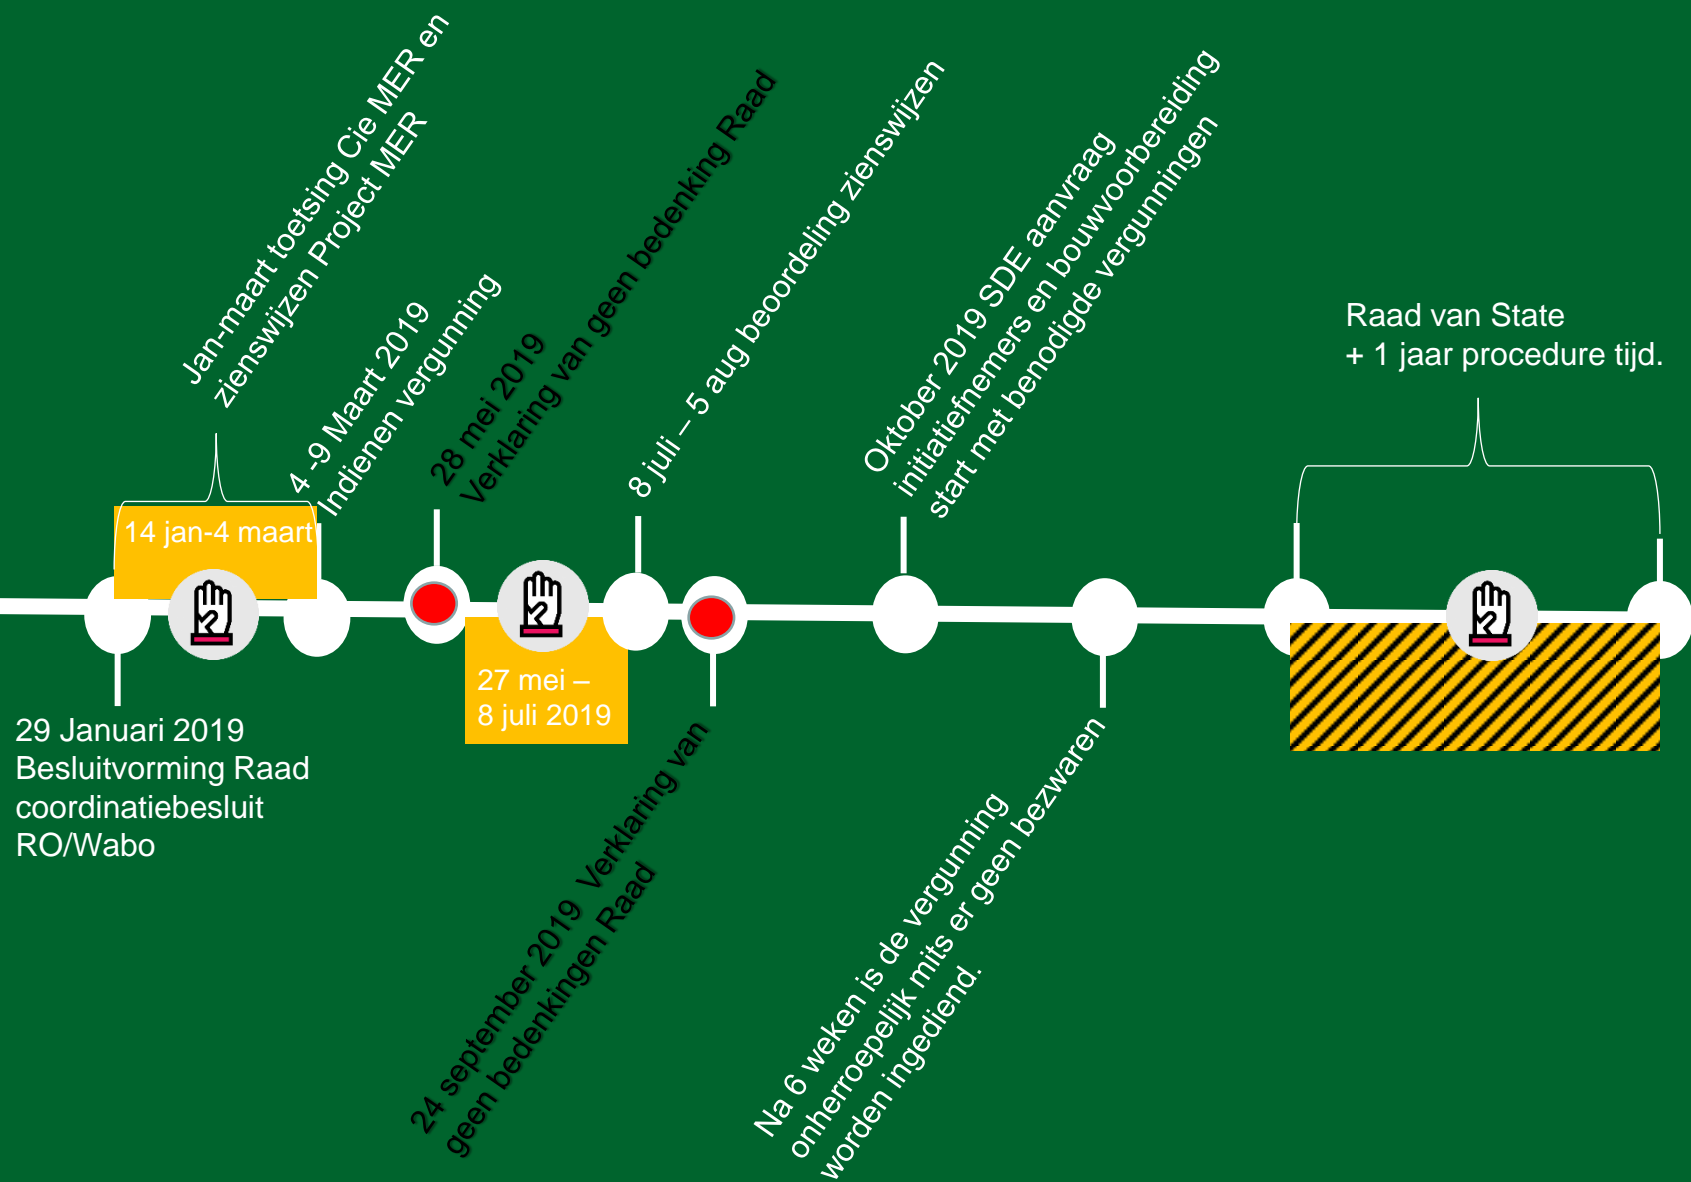 Jan-maart toetsing Cie MER en
zienswijzen Project MER
14 jan-4 maart
29 Januari 2019
Besluitvorming Raad
coordinatiebesluit
RO/Wabo
4 -9 Maart 2019
Indienen vergunning
28 mei 2019
Verklaring van geen bedenking Raad
27 mei –
8 juli 2019
8 juli – 5 aug beoordeling zienswijzen
24 september 2019  Verklaring van
geen bedenkingen Raad
Oktober 2019 SDE aanvraag
initiatiefnemers en bouwvoorbereiding
start met benodigde vergunningen
Na 6 weken is de vergunning
onherroepelijk mits er geen bezwaren
worden ingediend.
Raad van State
+ 1 jaar procedure tijd.